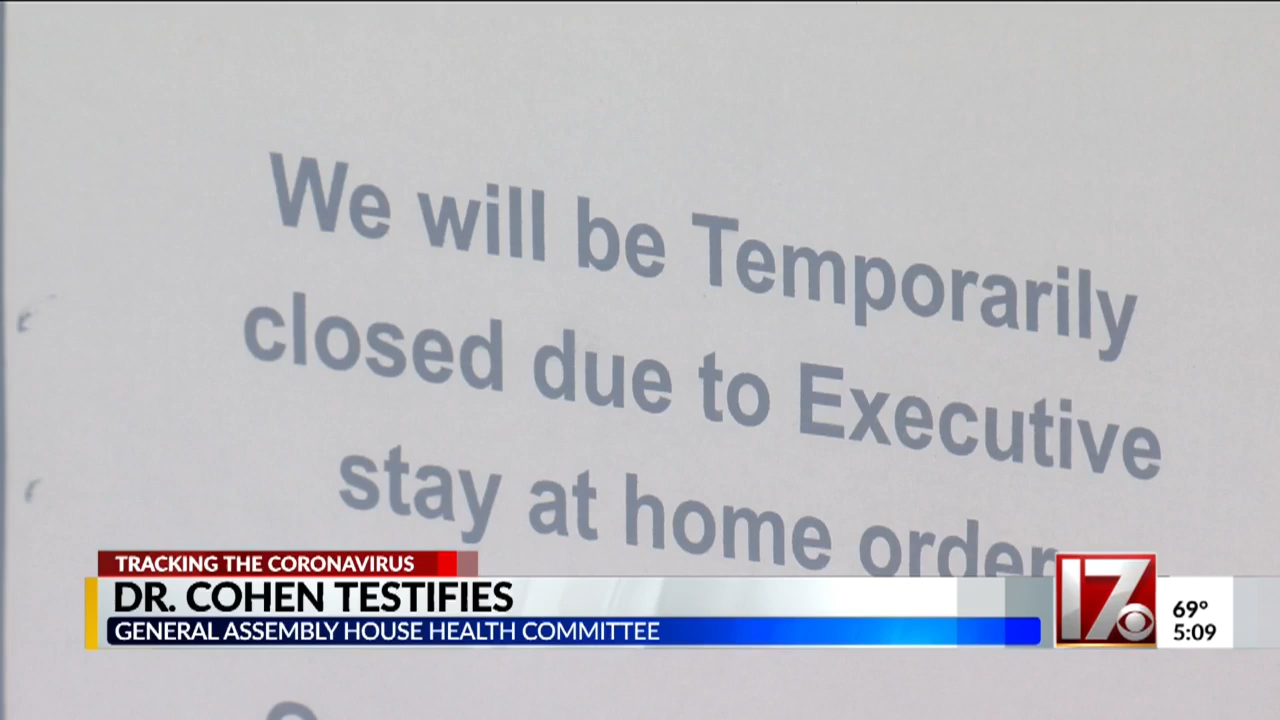 We will be Temporarily
closed due to Executive
stay at home order
TRACKING THE CORONAVIRUS
DR. COHEN TESTIFIES
GENERAL ASSEMBLY HOUSE HEALTH COMMITTEE
17
69°
5:09